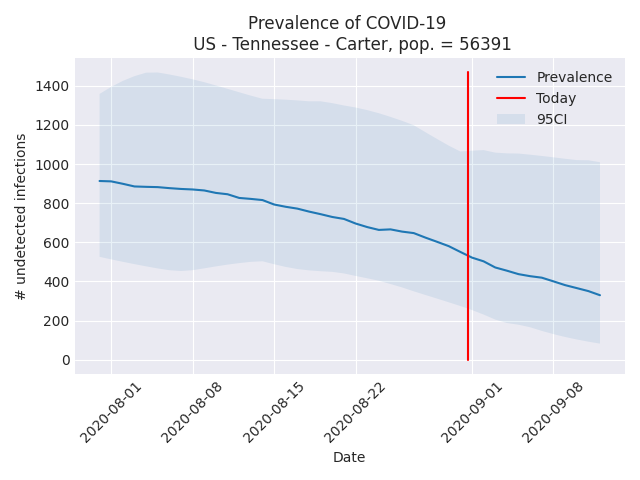 Prevalence of COVID-19
US - Tennessee - Carter, pop. = 56391
# undetected infections
1400
1200
1000
800
600
400
200
0
Prevalence
Today
95CI
2020-08-01
2020-08-08
2020-08-15
2020-08-22
2020-09-01
2020-09-08
Date